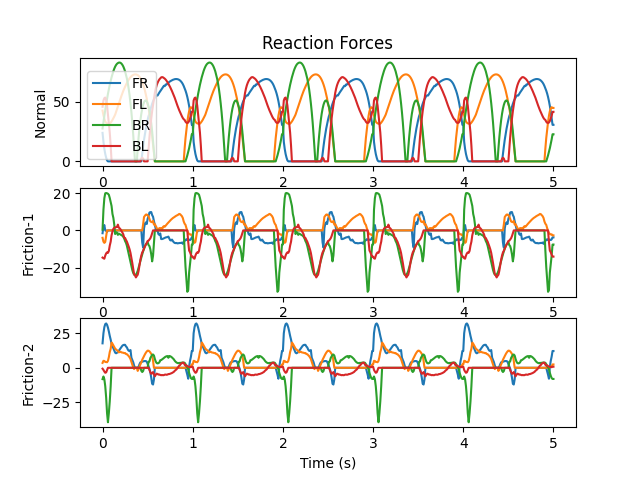 Reaction Forces
Normal
50
0
FR
FL
BR
BL
0 1 2 3 4 5
Friction-1
20
0
−20
0 1 2 3 4 5
Friction-2
25
0
−25
0 1 2 3 4 5
Time (s)